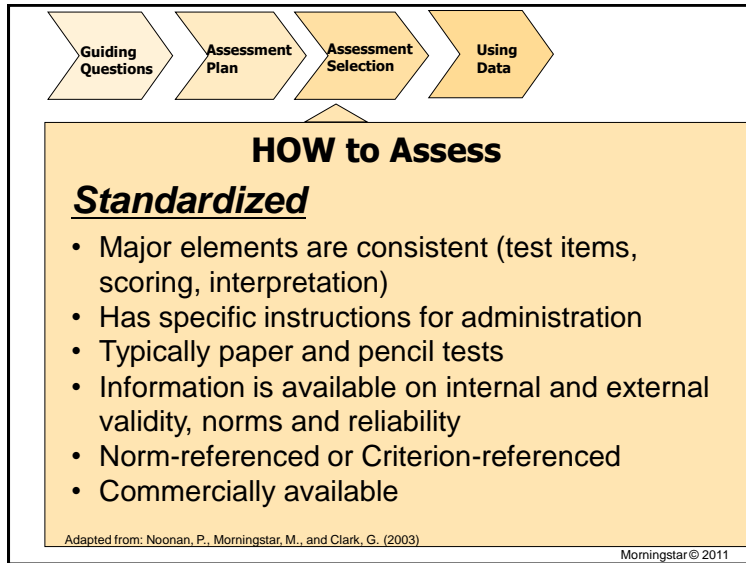 Guiding
Questions
Assessment
Plan
Assessment
Selection
Using
Data
HOW to Assess
Standardized
• Major elements are consistent (test items,
scoring, interpretation)
• Has specific instructions for administration
• Typically paper and pencil tests
• Information is available on internal and external
validity, norms and reliability
• Norm-referenced or Criterion-referenced
• Commercially available
Adapted from: Noonan, P., Morningstar, M., and Clark, G. (2003)
Morningstar © 2011